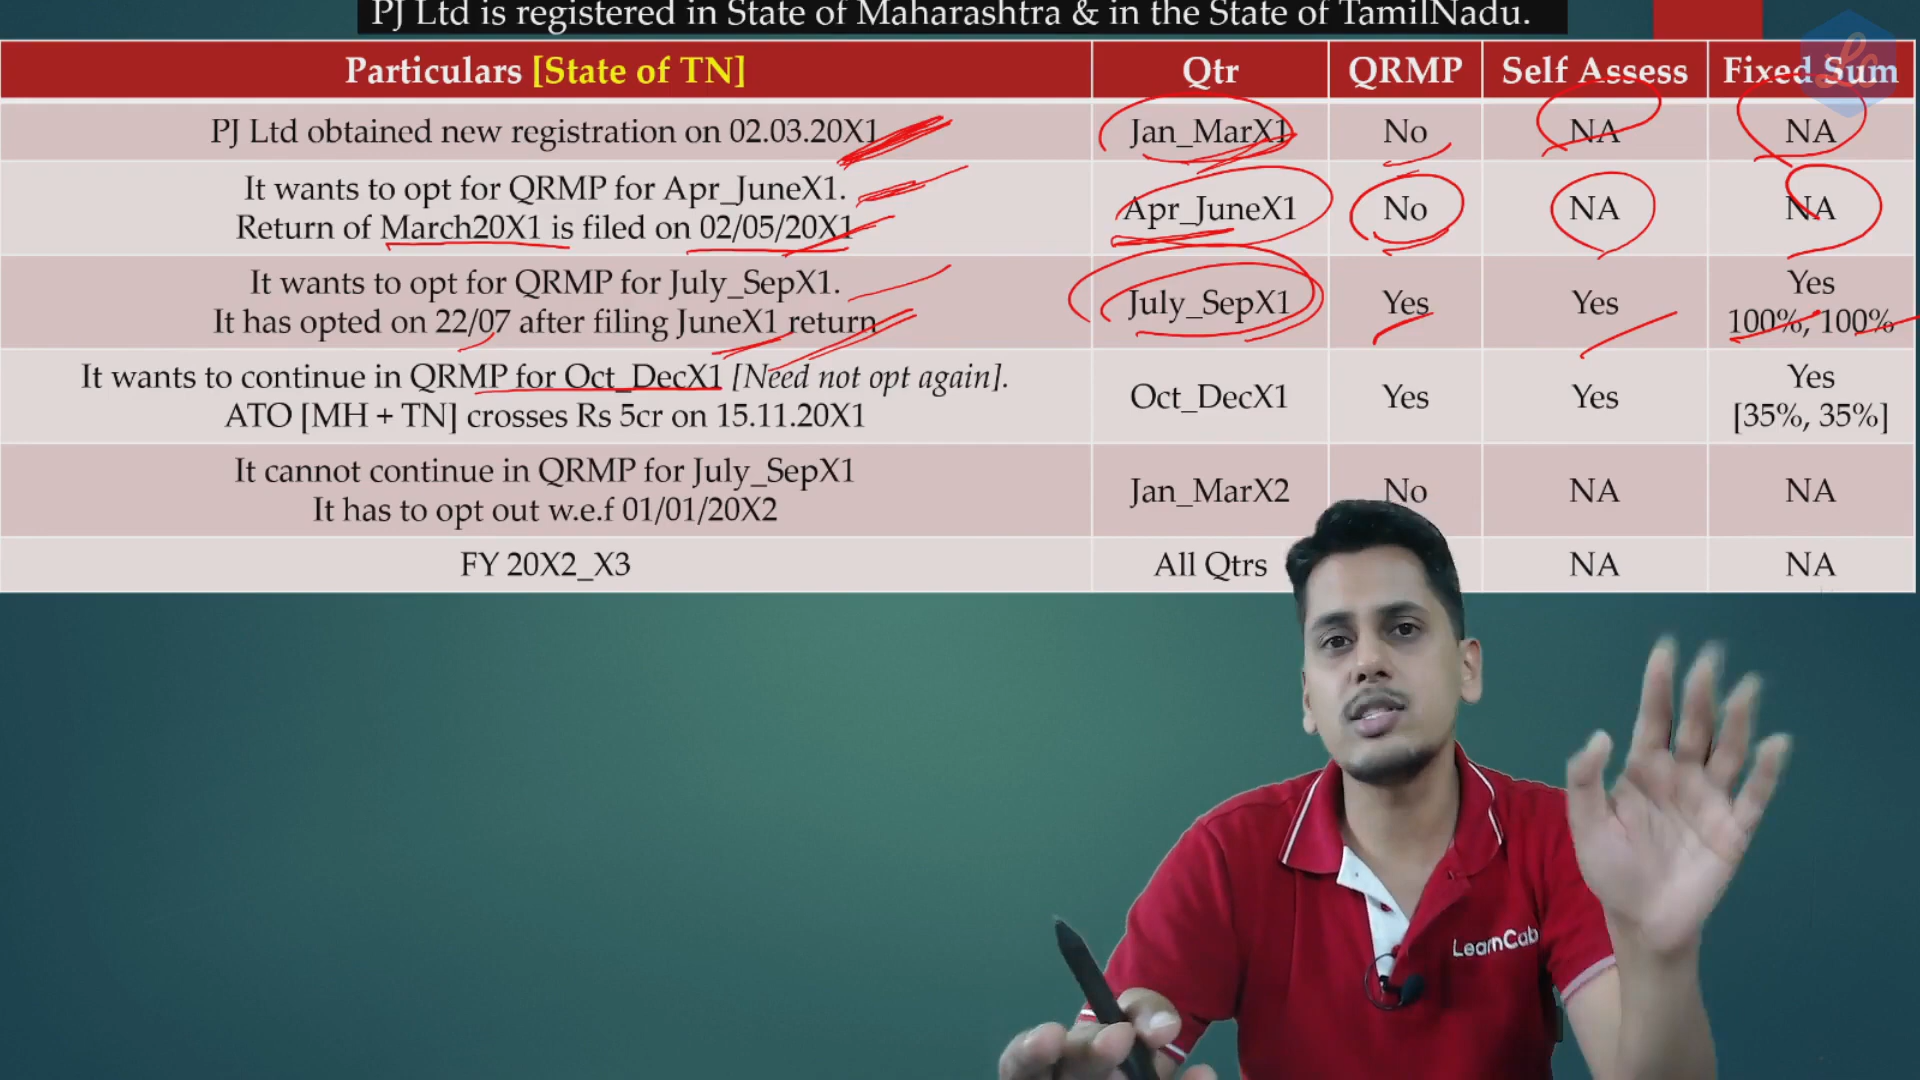 PJ Ltd is registered in State of Maharashtra & in the State of TamilNadu.
Particulars [State of TN] Qtr QRMP Self Assess Fixed Sum
PJ Ltd obtained new registration on 02.03.20X1 Jan_MarX1 No NA NA
It wants to opt for QRMP for Apr_JuneX1.
Return of March20X1 is filed on 02/05/20X1 Apr_JuneX1 No NA NA
It wants to opt for QRMP for July_SepX1.
It has opted on 22/07 after filing JuneX1 return July_SepX1 Yes Yes Yes
100%, 100%
It wants to continue in QRMP for Oct_DecX1 [Need not opt again].
ATO [MH + TN] crosses Rs 5cr on 15.11.20X1 Oct_DecX1 Yes Yes Yes
[35%, 35%]
It cannot continue in QRMP for July_SepX1
It has to opt out w.e.f 01/01/20X2 Jan_MarX2 No NA NA
FY 20X2_X3 All Qtrs NA NA
LearnCab
Lc